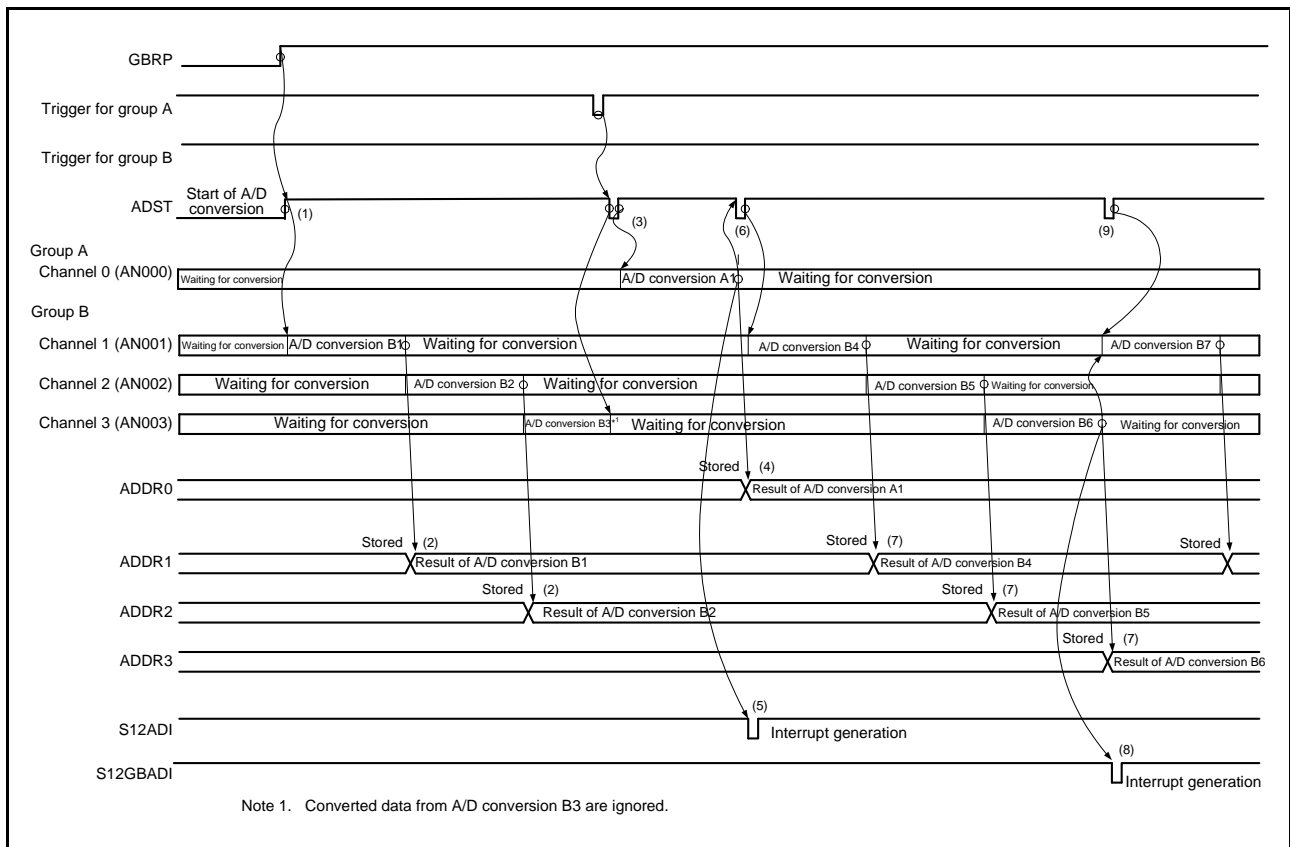 GBRP
Trigger for group A
Trigger for group B
Start of A/D
conversion
ADST
(1)
(3)
(6)
(9)
Group A
Channel 0 (AN000)
Waiting for conversion
A/D conversion A1
Waiting for conversion
Group B
Channel 1 (AN001)
Waiting for conversion
A/D conversion B1
Waiting for conversion
A/D conversion B4
Waiting for conversion
A/D conversion B7
Channel 2 (AN002)
Waiting for conversion
A/D conversion B2
Waiting for conversion
A/D conversion B5
Waiting for conversion
Channel 3 (AN003)
Waiting for conversion
A/D conversion B3*1
Waiting for conversion
A/D conversion B6
Waiting for conversion
Stored (4)
ADDR0
Result of A/D conversion A1
Stored (2)
Stored (7)
Stored
ADDR1
Result of A/D conversion B1
Result of A/D conversion B4
Stored (2)
Stored (7)
ADDR2
Result of A/D conversion B2
Result of A/D conversion B5
Stored (7)
ADDR3
Result of A/D conversion B6
(5)
S12ADI
Interrupt generation
(8)
S12GBADI
Interrupt generation
Note 1. Converted data from A/D conversion B3 are ignored.